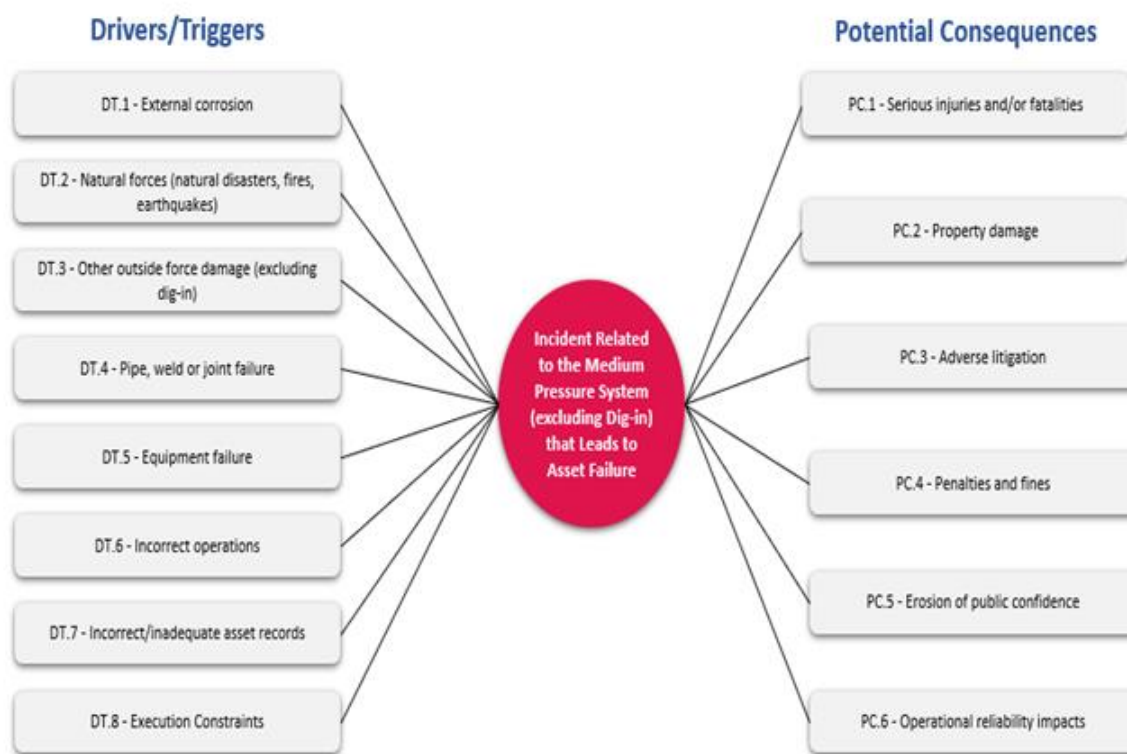 Drivers/Triggers
DT.1 - External corrosion
DT.2 - Natural forces (natural disasters, fires,
earthquakes)
DT.3 - Other outside force damage (excluding
dig-in)
DT.4 - Pipe, weld or joint failure
DT.5 - Equipment failure
DT.6 - Incorrect operations
DT.7 - Incorrect/inadequate asset records
DT.8 - Execution Constraints
Incident Related
to the Medium
Pressure System
(excluding Dig-in)
that Leads to
Asset Failure
Potential Consequences
PC.1 - Serious injuries and/or fatalities
PC.2 - Property damage
PC.3 - Adverse litigation
PC.4 - Penalties and fines
PC.5 - Erosion of public confidence
PC.6 - Operational reliability impacts